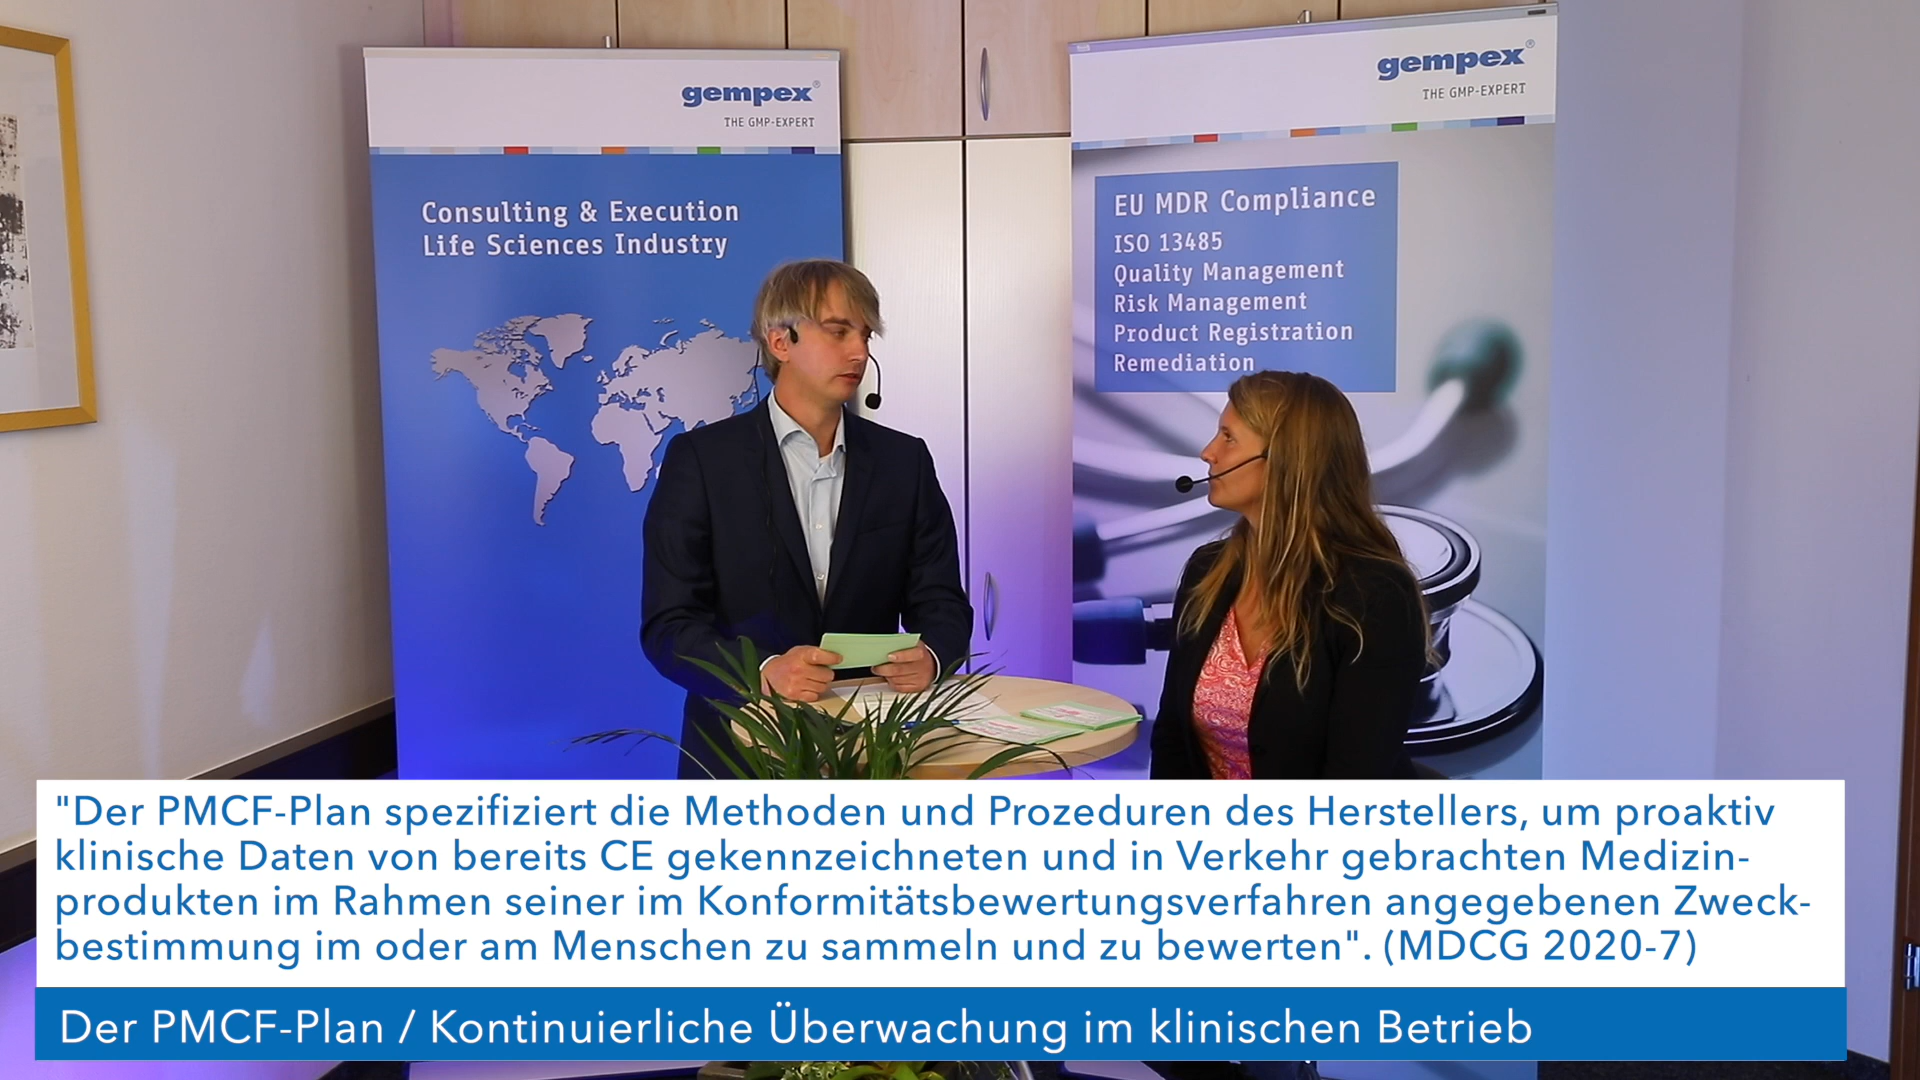 gempex®
THE GMP-EXPERT
Consulting & Execution
Life Sciences Industry
gempex®
THE GMP-EXPERT
EU MDR Compliance
ISO 13485
Quality Management
Risk Management
Product Registration
Remediation
"Der PMCF-Plan spezifiziert die Methoden und Prozeduren des Herstellers, um proaktiv
klinische Daten von bereits CE gekennzeichneten und in Verkehr gebrachten Medizin-
produkten im Rahmen seiner im Konformitätsbewertungsverfahren angegebenen Zweck-
bestimmung im oder am Menschen zu sammeln und zu bewerten". (MDCG 2020-7)
Der PMCF-Plan / Kontinuierliche Überwachung im klinischen Betrieb